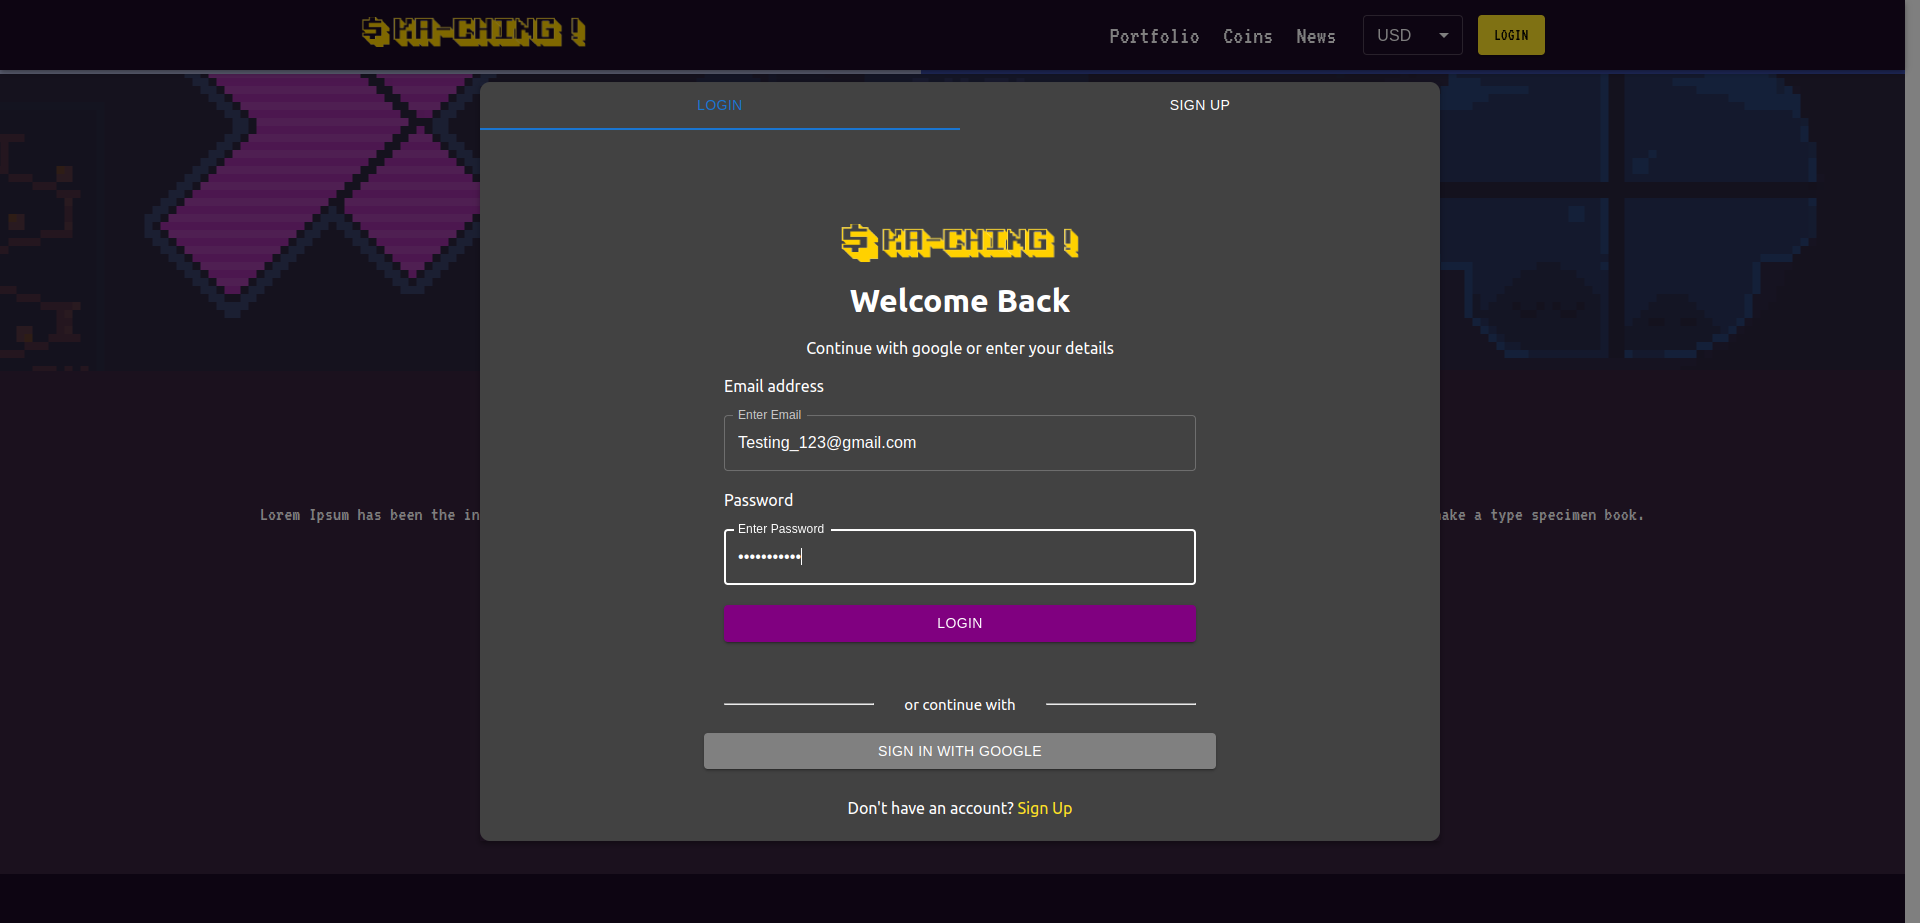 $ KA-CHING !
Portfolio Coins News USD LOGIN
LOGIN SIGN UP
$ KA-CHING !
Welcome Back
Continue with google or enter your details
Email address
Enter Email
Testing_123@gmail.com
Password
Enter Password
•••••••••••
LOGIN
Lorem Ipsum has been the in
ake a type specimen book.
or continue with
SIGN IN WITH GOOGLE
Don't have an account? Sign Up